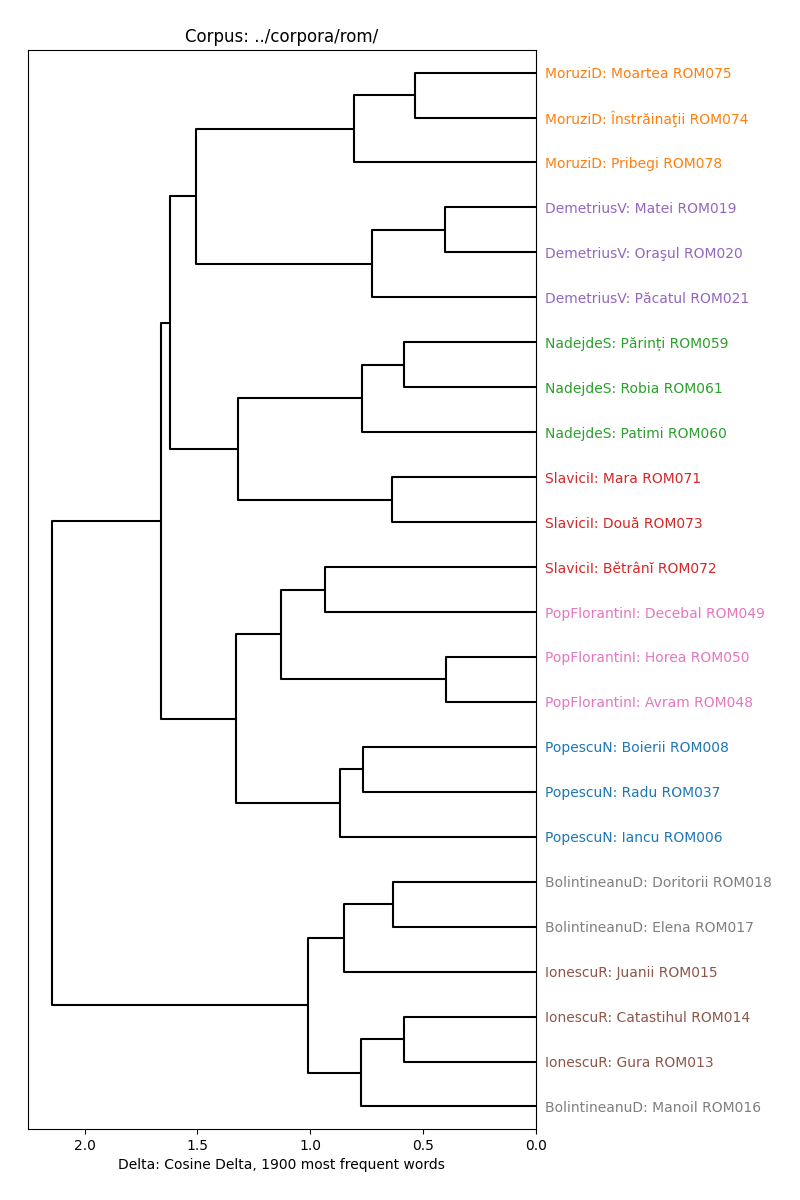 Corpus: ../corpora/rom/
MoruziD: Moartea ROM075
MoruziD: Înstrăinaţii ROM074
MoruziD: Pribegi ROM078
DemetriusV: Matei ROM019
DemetriusV: Oraşul ROM020
DemetriusV: Păcatul ROM021
NadejdeS: Părinți ROM059
NadejdeS: Robia ROM061
NadejdeS: Patimi ROM060
SlaviciI: Mara ROM071
SlaviciI: Două ROM073
SlaviciI: Bĕtrânĭ ROM072
PopFlorantinI: Decebal ROM049
PopFlorantinI: Horea ROM050
PopFlorantinI: Avram ROM048
PopescuN: Boierii ROM008
PopescuN: Radu ROM037
PopescuN: Iancu ROM006
BolintineanuD: Doritorii ROM018
BolintineanuD: Elena ROM017
IonescuR: Juanii ROM015
IonescuR: Catastihul ROM014
IonescuR: Gura ROM013
BolintineanuD: Manoil ROM016
2.0 1.5 1.0 0.5 0.0
Delta: Cosine Delta, 1900 most frequent words